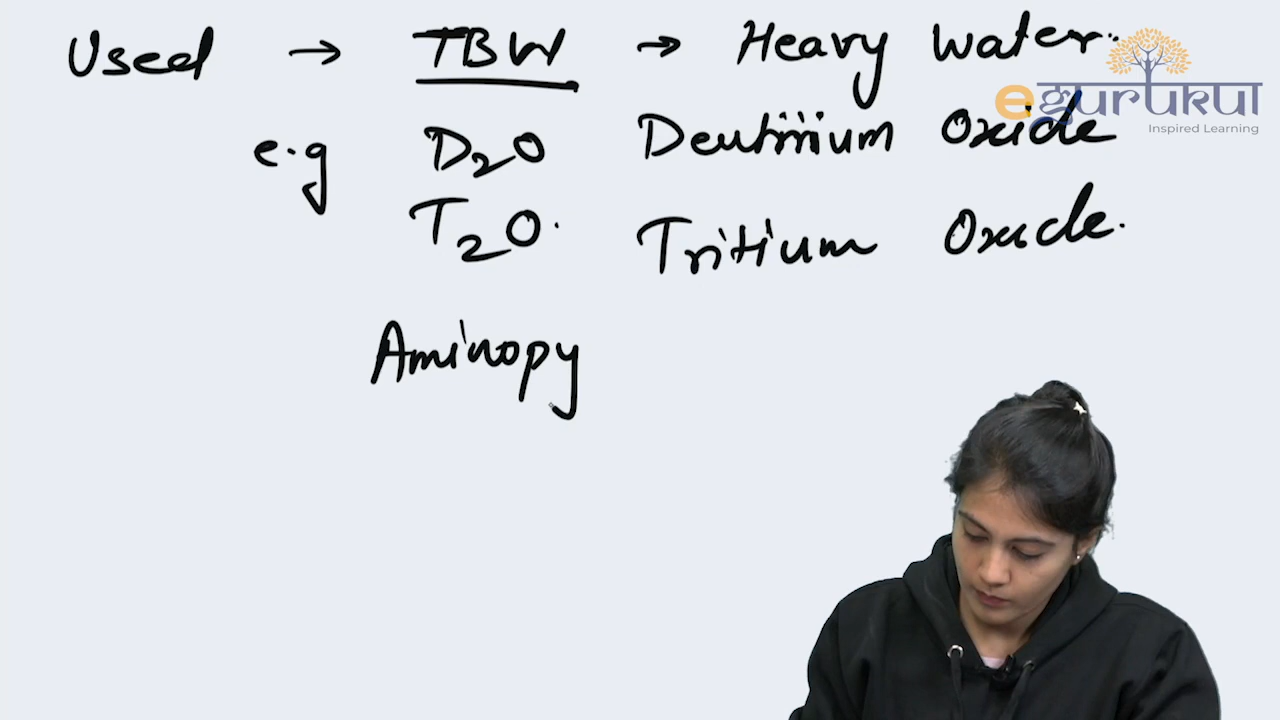 Used → TBW → Heavy Water.
egurukul
Inspired Learning
e.g D₂O Deutirium Oxide
T₂O. Tritium Oxide.
Aminopy